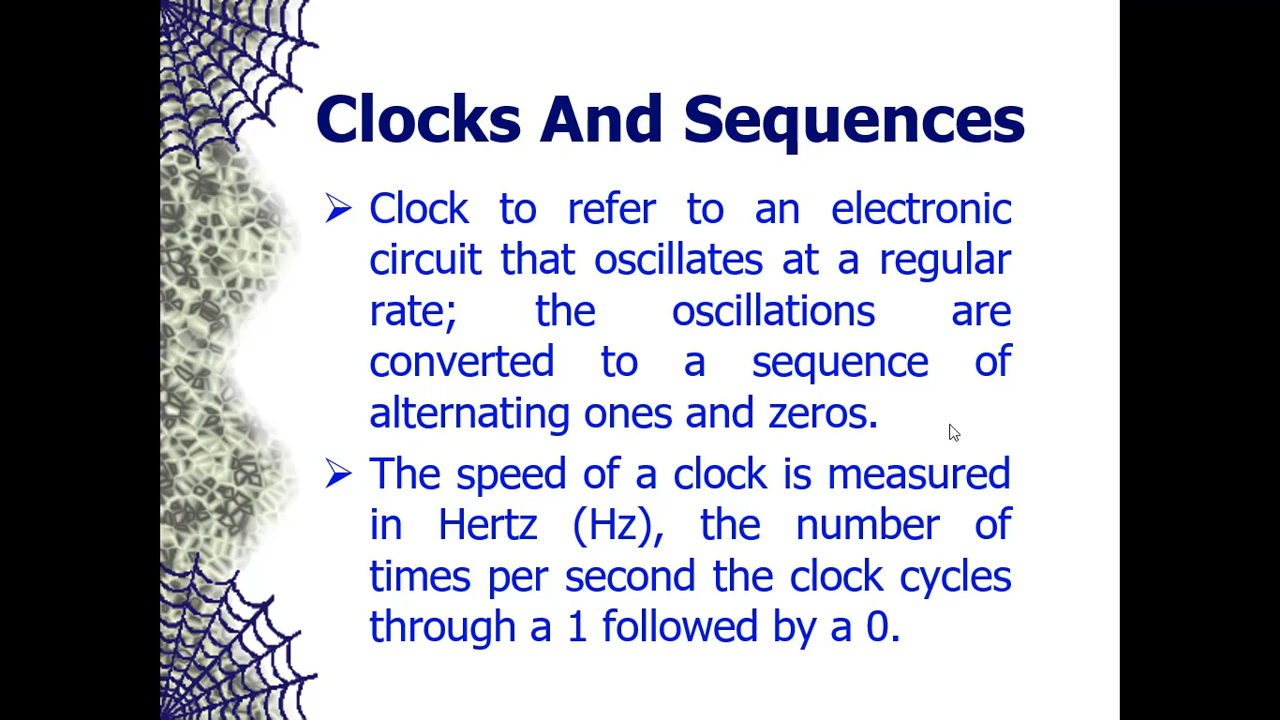 Clocks And Sequences
Clock to refer to an electronic
circuit that oscillates at a regular
rate; the oscillations are
converted to a sequence of
alternating ones and zeros.
The speed of a clock is measured
in Hertz (Hz), the number of
times per second the clock cycles
through a 1 followed by a 0.